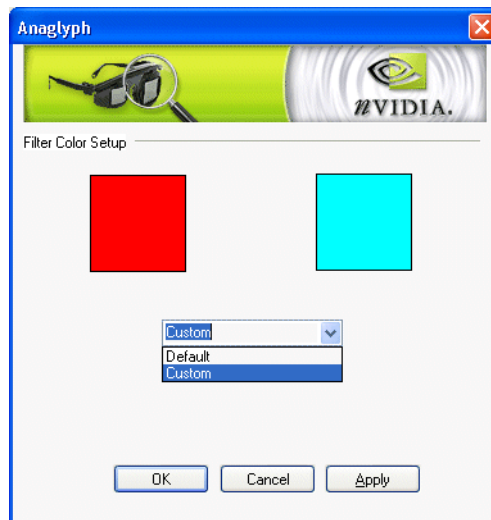 Anaglyph
nVIDIA.
Filter Color Setup
Custom
Default
Custom
OK
Cancel
Apply